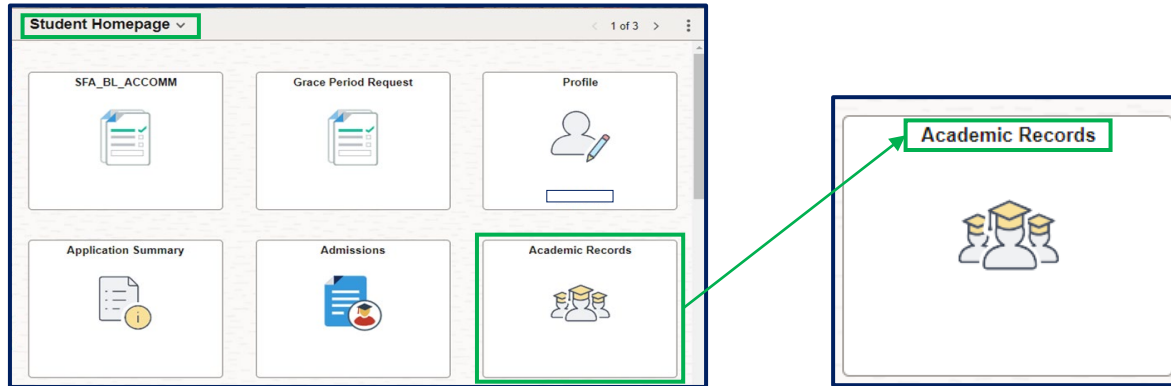 Student Homepage
1 of 3
SFA_BL_ACCOMM
Grace Period Request
Profile
Application Summary
Admissions
Academic Records
Academic Records